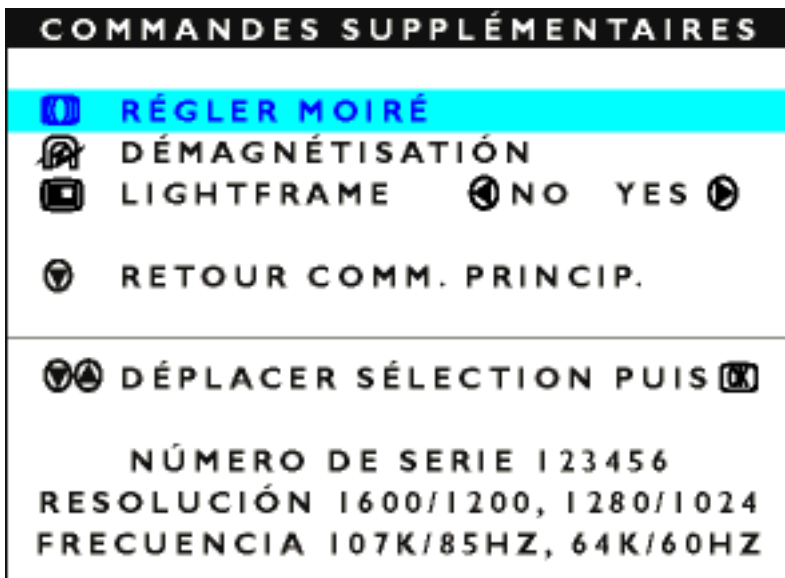 COMMANDES SUPPLÉMENTAIRES
RÉGLER MOIRÉ
DÉMAGNÉTISATIÓN
LIGHTFRAME NO YES
RETOUR COMM. PRINCIP.
DÉPLACER SÉLECTION PUIS OK
NÚMERO DE SERIE 123456
RESOLUCIÓN 1600/1200, 1280/1024
FRECUENCIA 107K/85HZ, 64K/60HZ